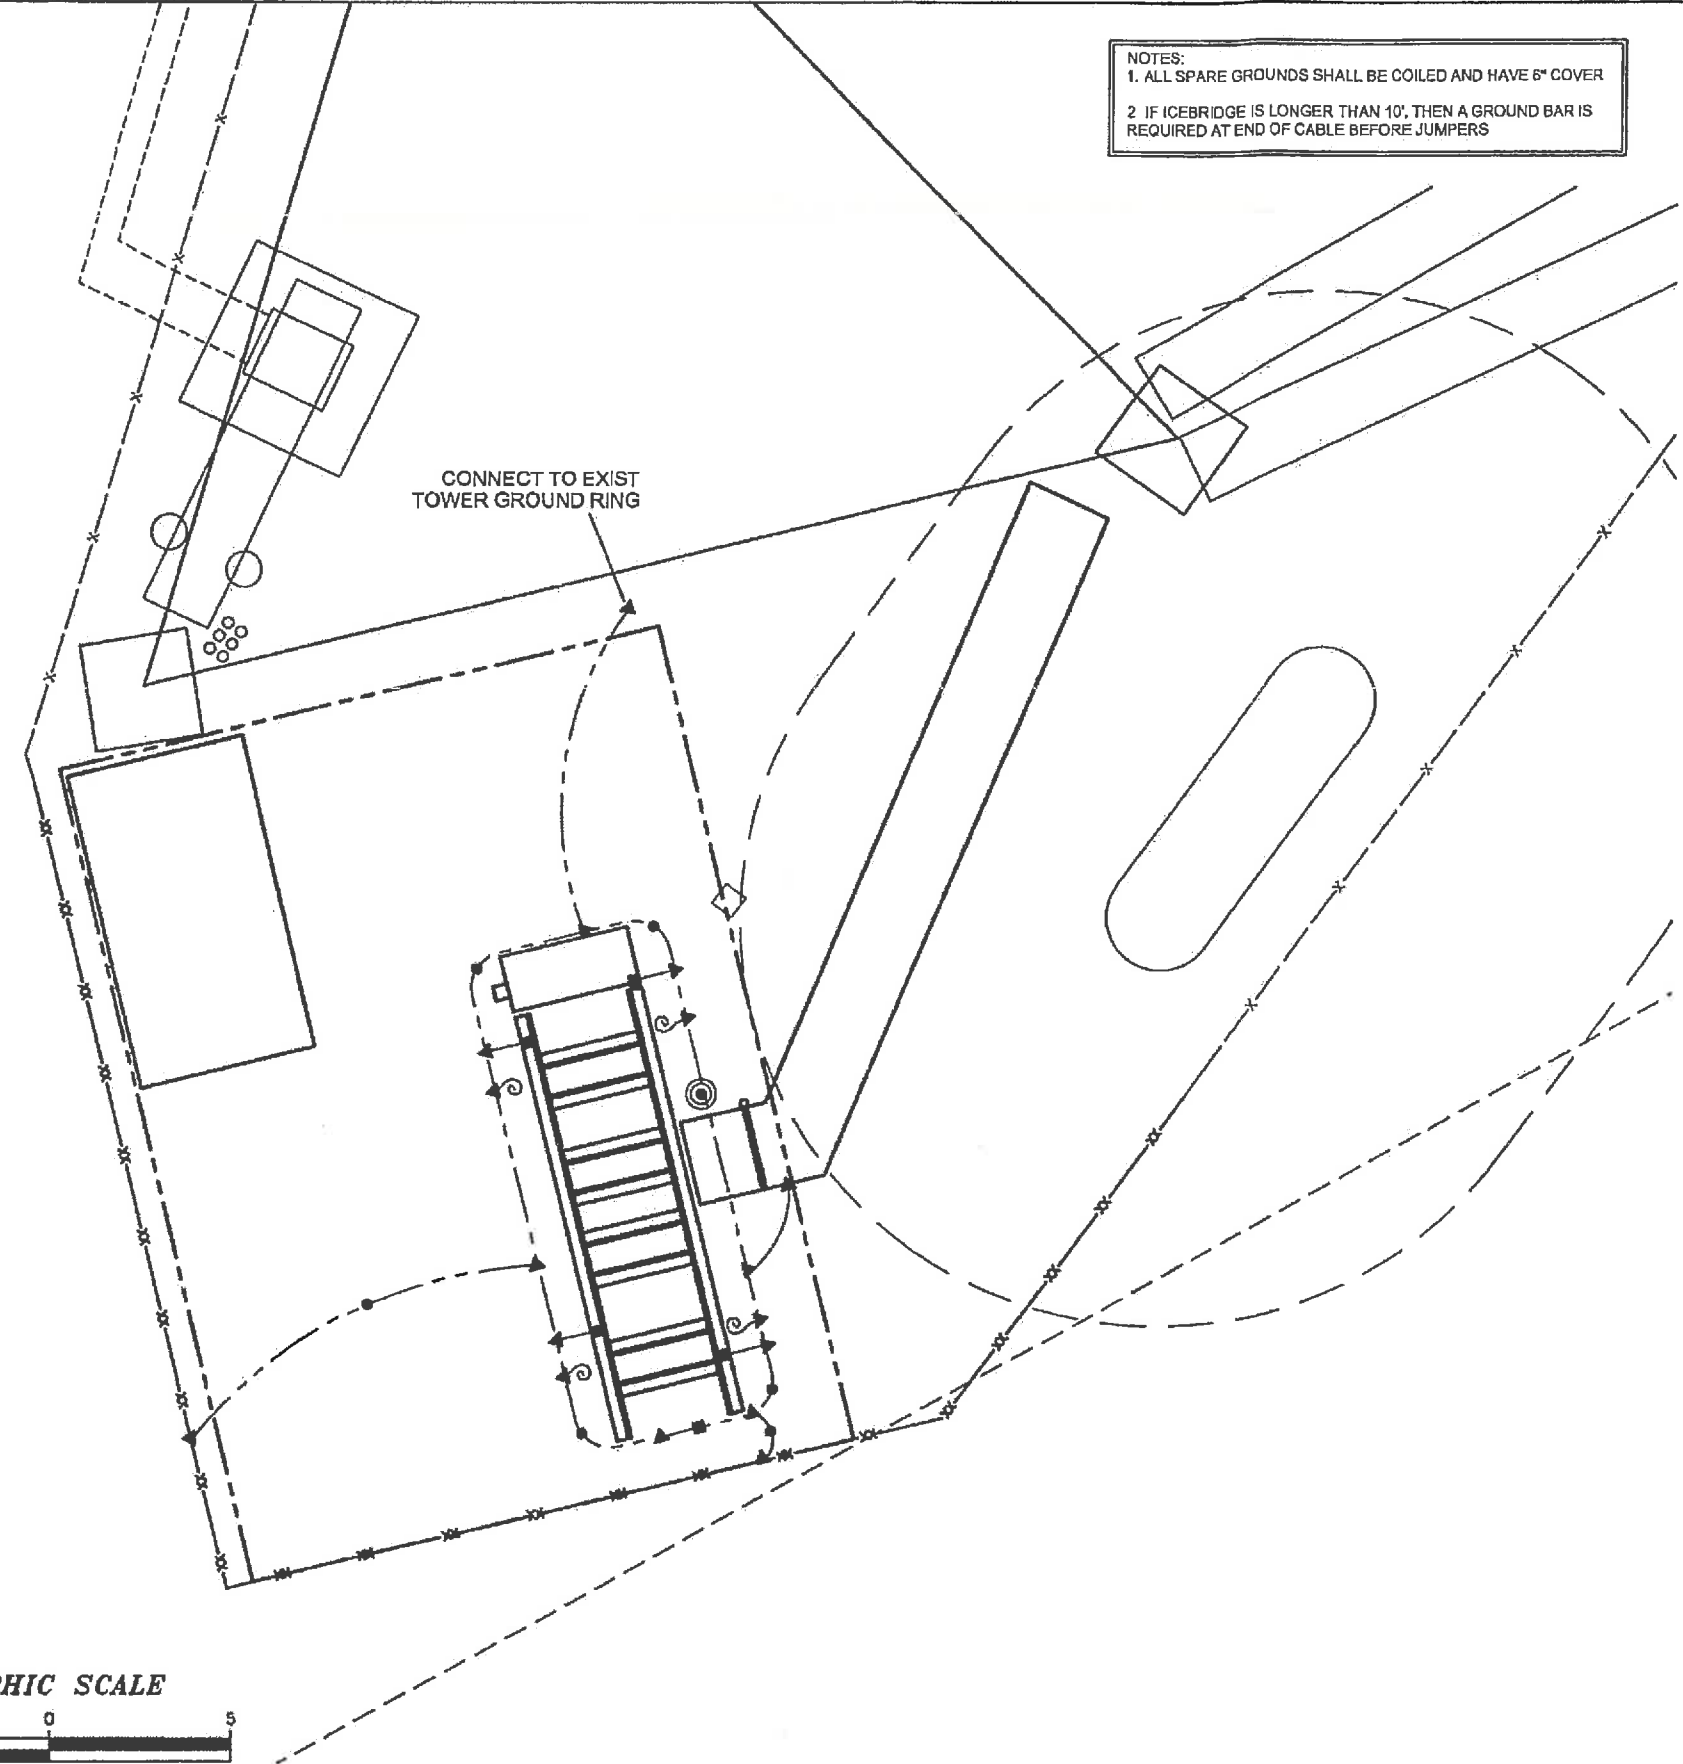 NOTES:
1. ALL SPARE GROUNDS SHALL BE COILED AND HAVE 6" COVER
2 IF ICEBRIDGE IS LONGER THAN 10', THEN A GROUND BAR IS
REQUIRED AT END OF CABLE BEFORE JUMPERS
CONNECT TO EXIST
TOWER GROUND RING
HIC SCALE
0 5